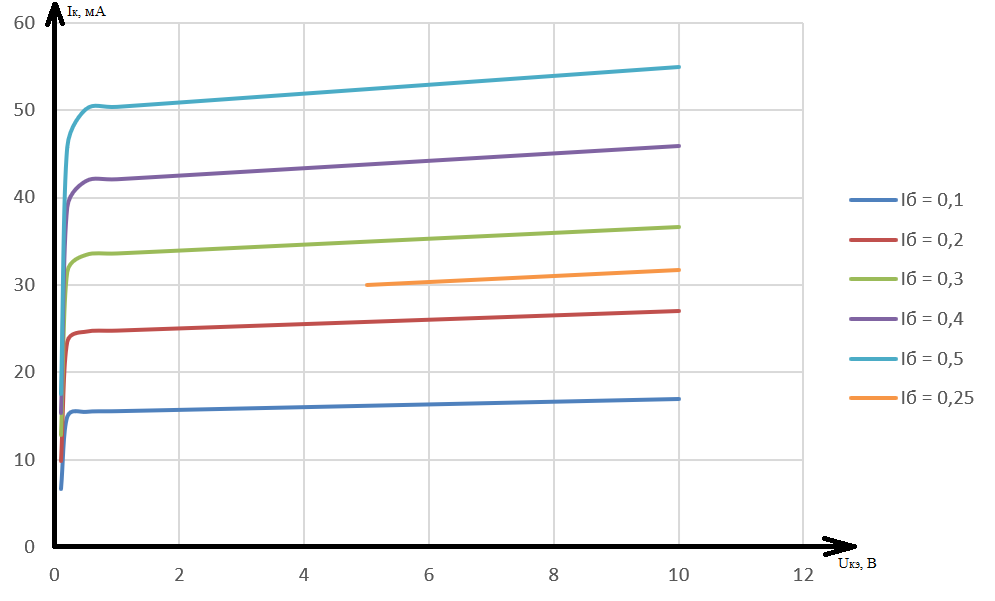 Iк, мА
60
50
40
30
20
10
0
0 2 4 6 8 10 12
Uкэ, В
Iб = 0,1
Iб = 0,2
Iб = 0,3
Iб = 0,4
Iб = 0,5
Iб = 0,25